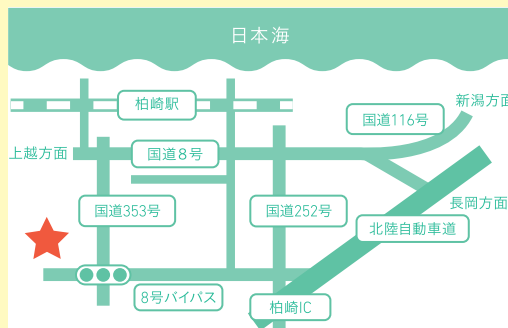 日本海
柏崎駅
新潟方面
国道116号
上越方面
国道8号
国道353号
国道252号
長岡方面
北陸自動車道
8号バイパス
柏崎IC